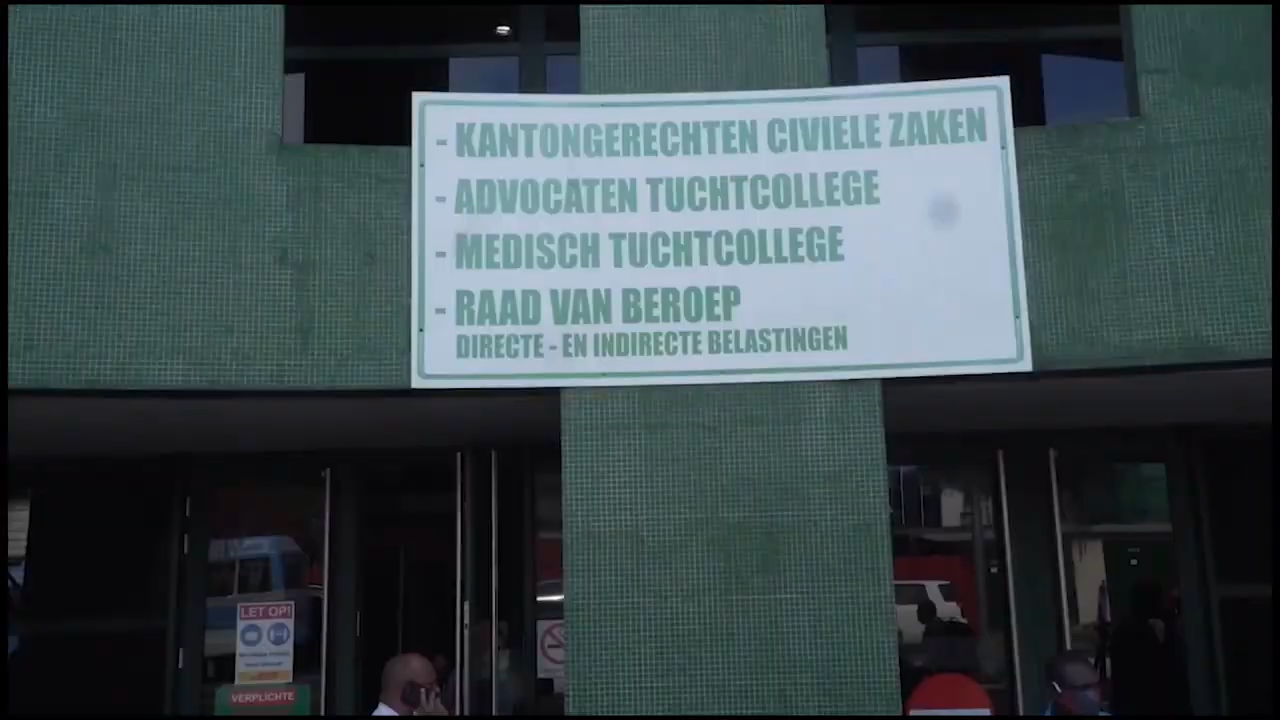 - KANTONGERECHTEN CIVIELE ZAKEN
- ADVOCATEN TUCHTCOLLEGE
- MEDISCH TUCHTCOLLEGE
- RAAD VAN BEROEP
DIRECTE - EN INDIRECTE BELASTINGEN
LET OP!
VERPLICHTE